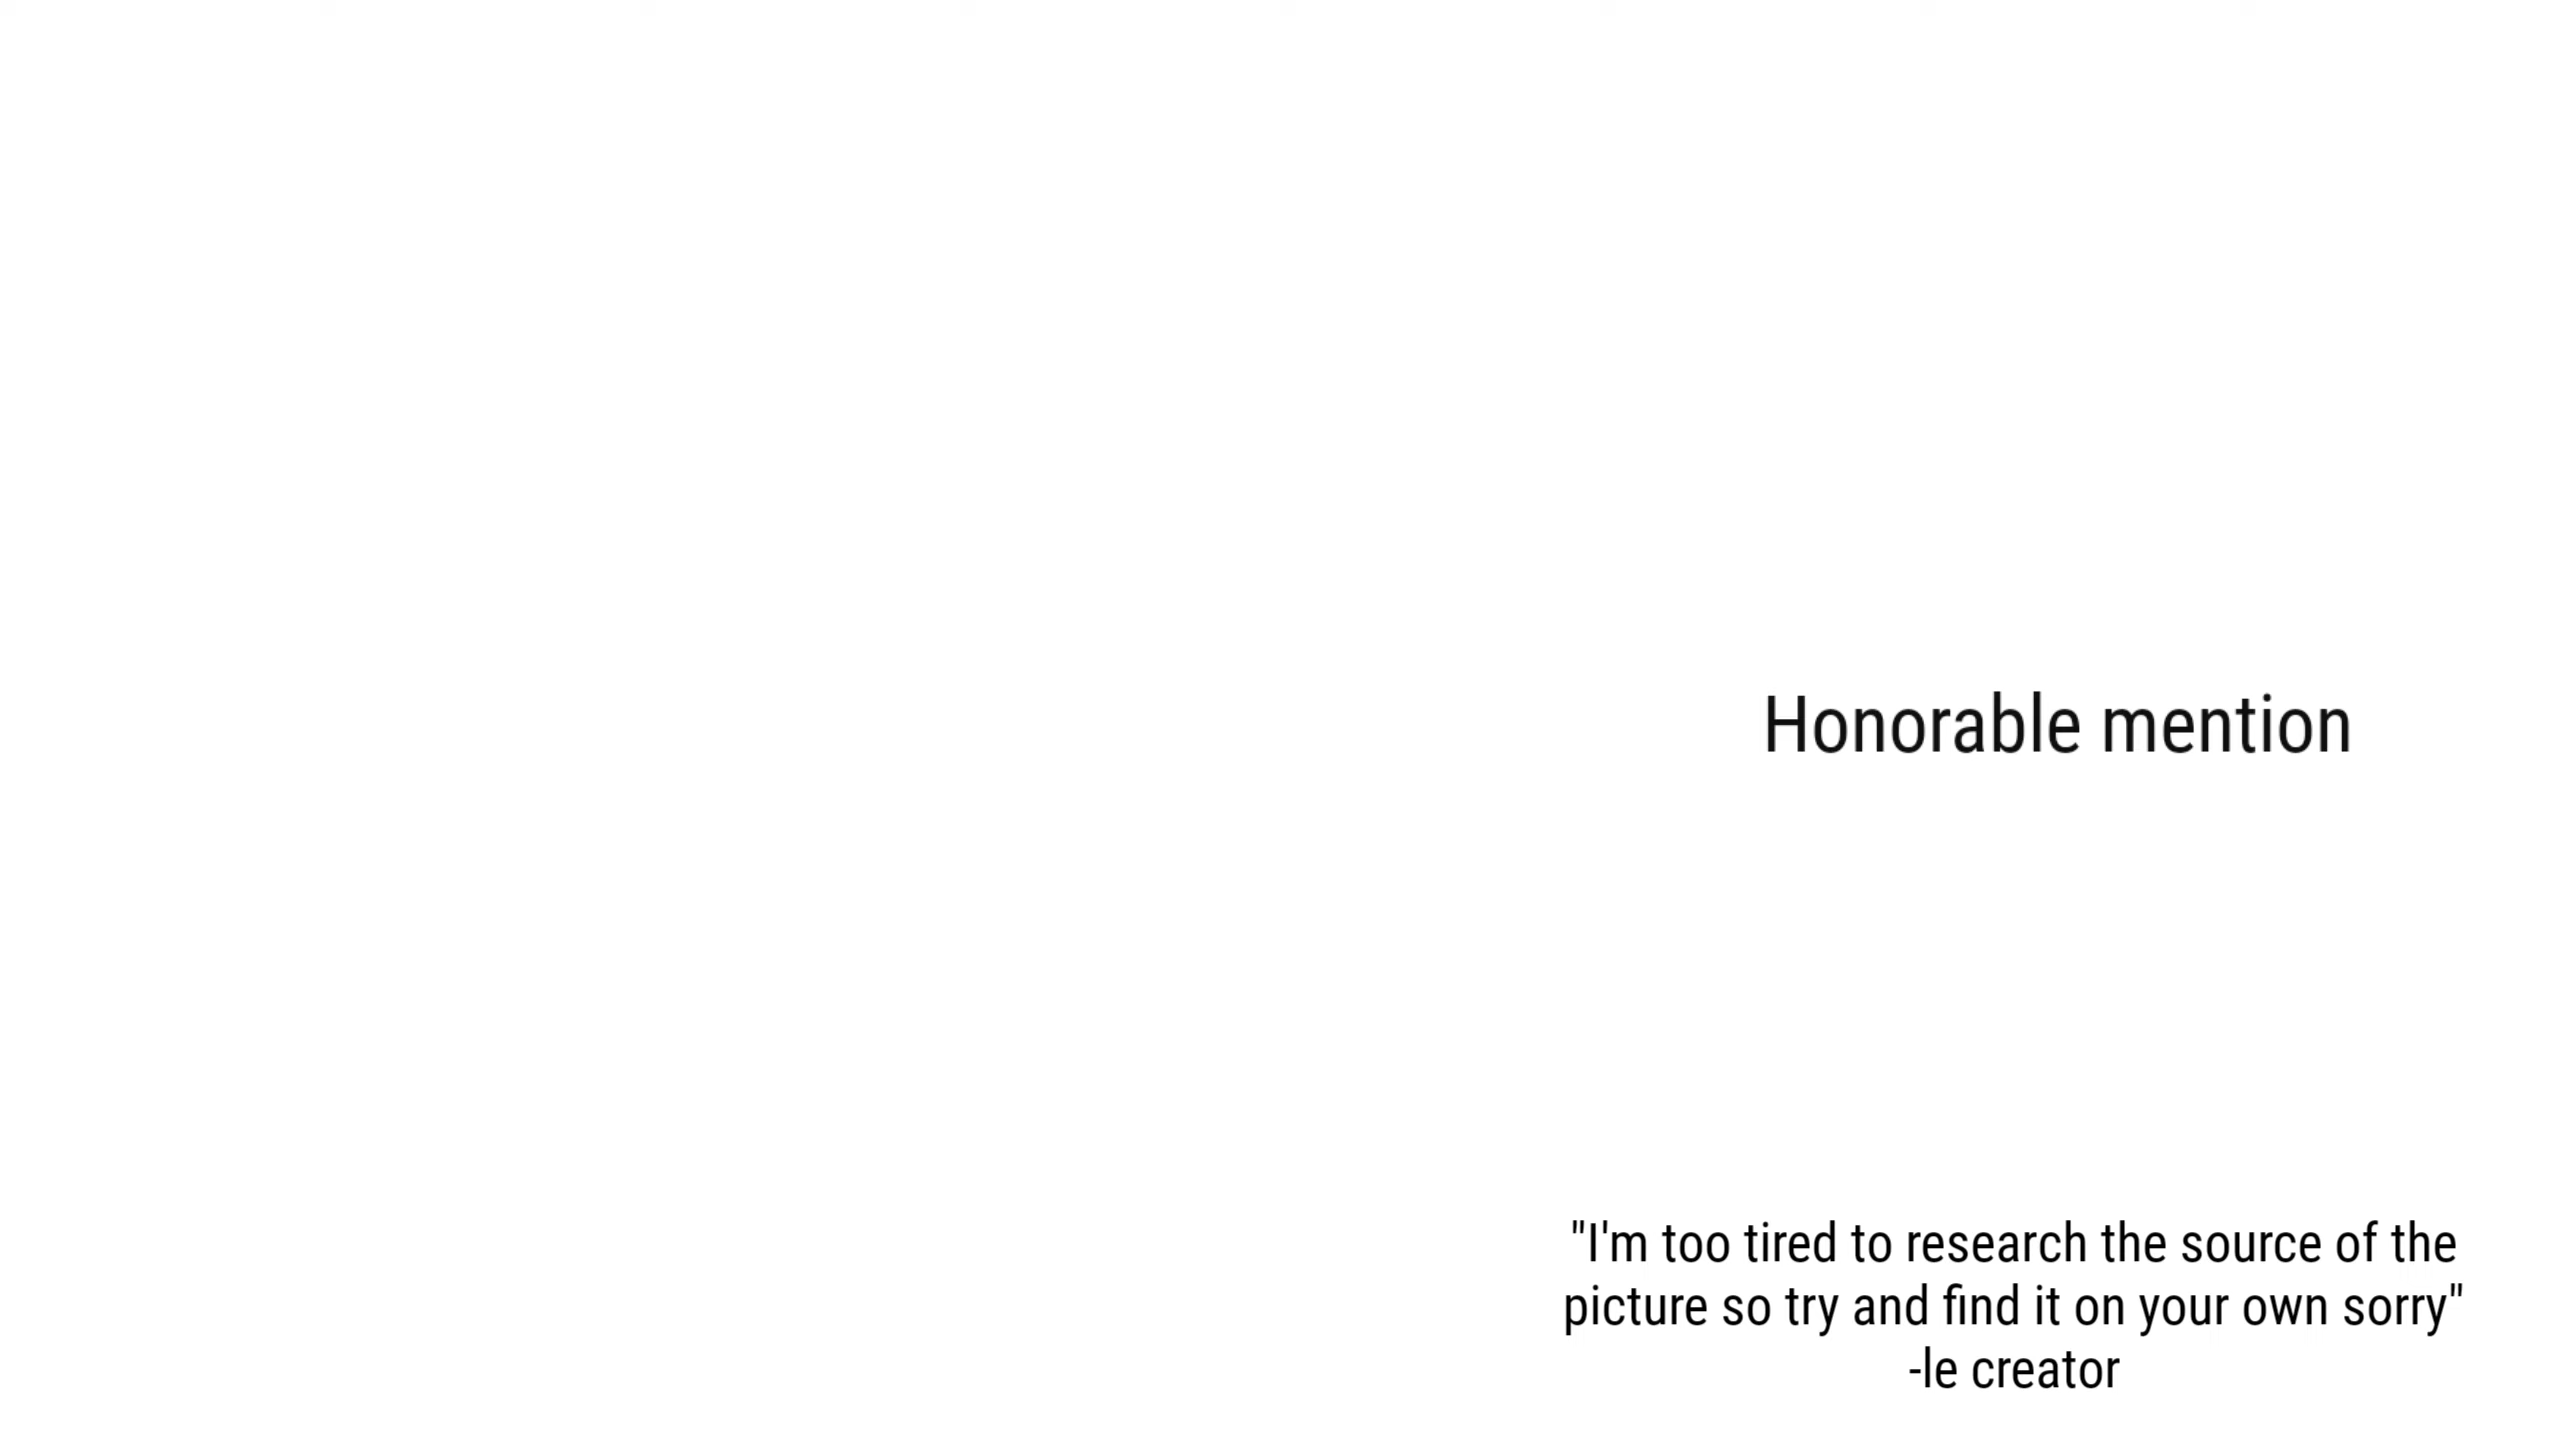 Honorable mention
"I'm too tired to research the source of the
picture so try and find it on your own sorry"
-le creator